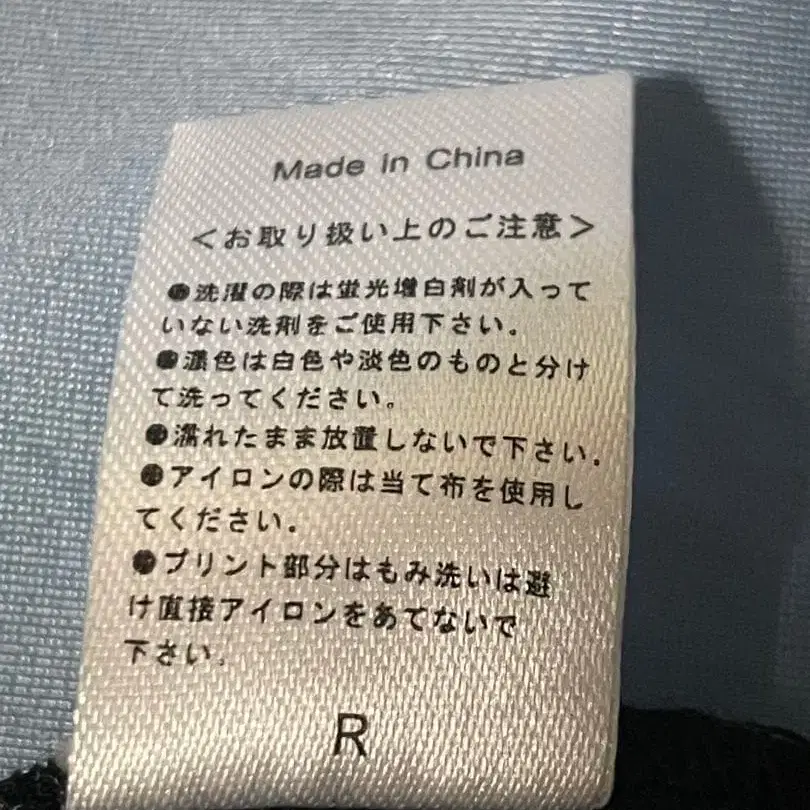 Made in China
＜お取り扱い上のご注意＞
●洗濯の際は蛍光増白剤が入って
いない洗剤をご使用下さい。
●濃色は白色や淡色のものと分け
て洗ってください。
●濡れたまま放置しないで下さい。
●アイロンの際は当て布を使用し
てください。
●プリント部分はもみ洗いは避
け直接アイロンをあてないで
下さい。
R